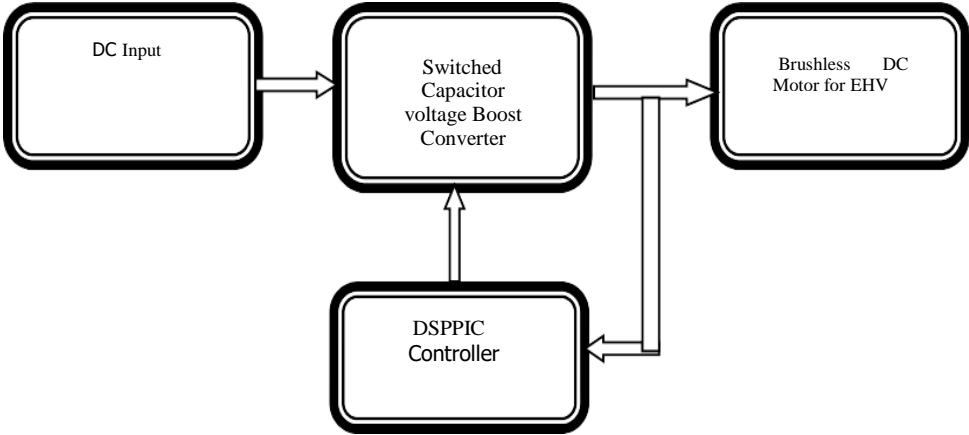 DC Input
Switched
Capacitor
voltage Boost
Converter
Brushless DC
Motor for EHV
DSPPIC
Controller